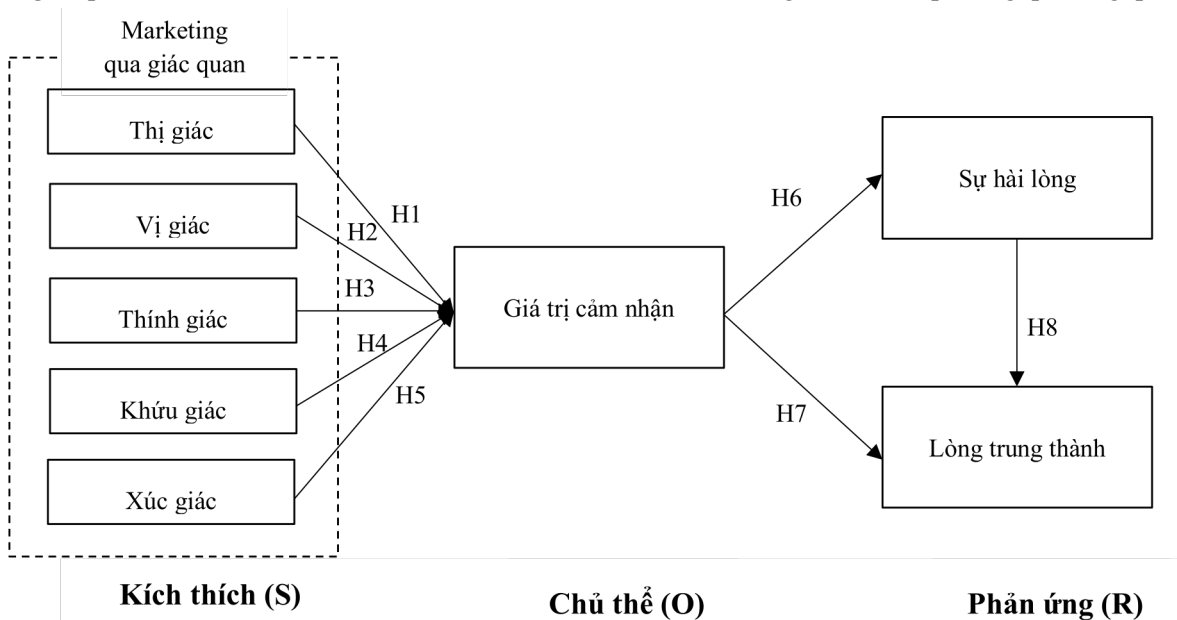 Marketing
qua giác quan
Thị giác
Vị giác
Thính giác
Khứu giác
Xúc giác
H1
H2
H3
H4
H5
Giá trị cảm nhận
H6
H7
Sự hài lòng
H8
Lòng trung thành
Kích thích (S)
Chủ thể (O)
Phản ứng (R)